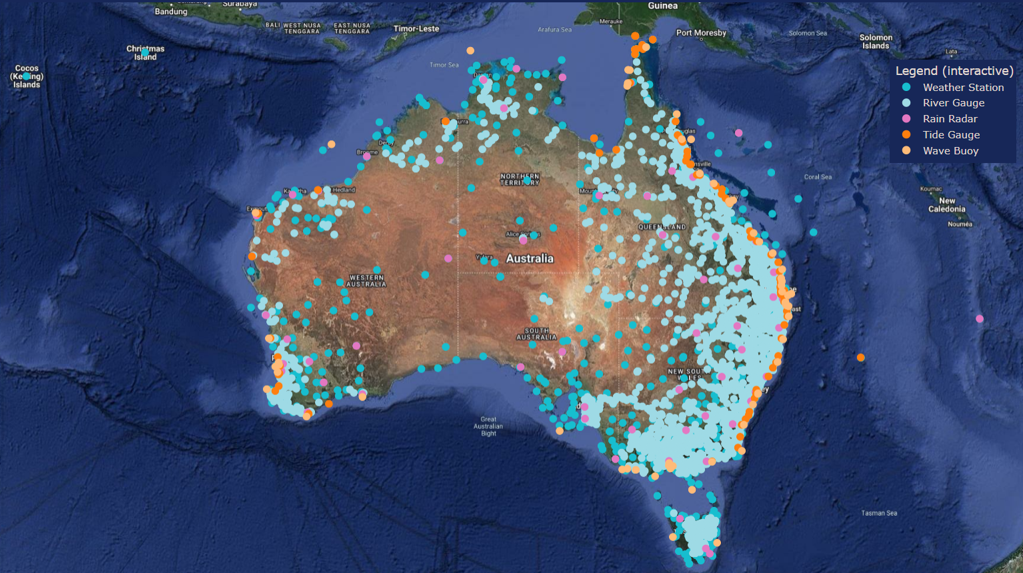 Bandung
Surabaya
BALI
WEST NUSA
TENGGARA
EAST NUSA
TENGGARA
Timor-Leste
Arafura Sea
Merauke
Guinea
Port Moresby
Solomon Sea
Solomon
Islands
Lata
Christmas
Island
Cocos
(Keeling)
Islands
Timor Sea
Legend (interactive)
Weather Station
River Gauge
Rain Radar
Tide Gauge
Wave Buoy
NORTHERN
TERRITORY
Coral Sea
Koumac
New
Caledonia
Nouméa
QUEENSLAND
Australia
WESTERN
AUSTRALIA
SOUTH
AUSTRALIA
Great
Australian
Bight
Tasman Sea